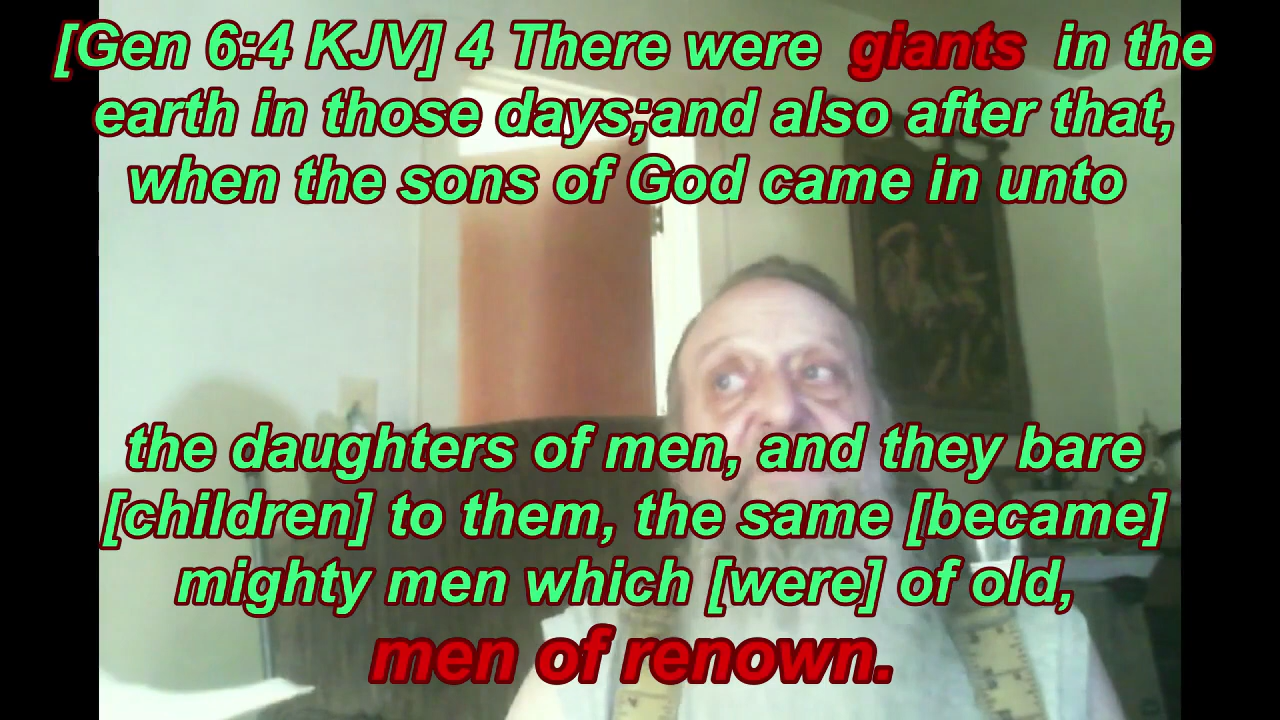 [Gen 6:4 KJV] 4 There were giants in the
earth in those days;and also after that,
when the sons of God came in unto
the daughters of men, and they bare
[children] to them, the same [became]
mighty men which [were] of old,
men of renown.